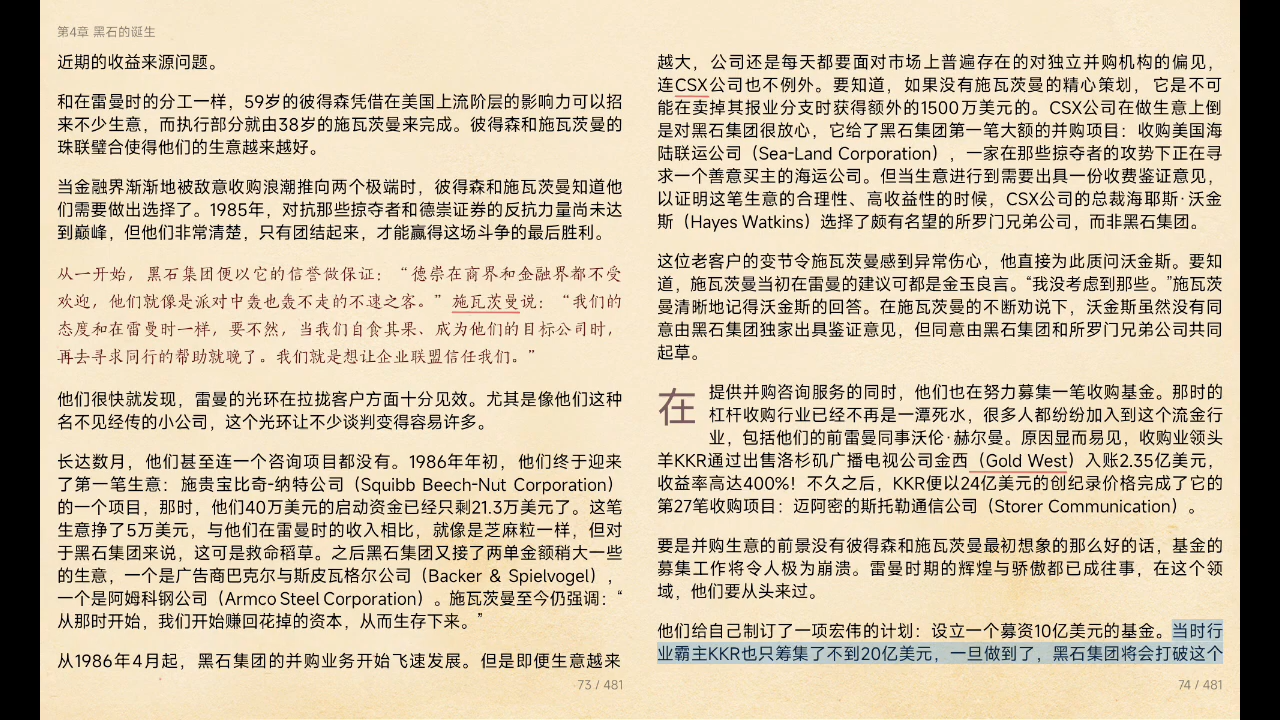 第4章 黑石的诞生
近期的收益来源问题。
和在雷曼时的分工一样，59岁的彼得森凭借在美国上流阶层的影响力可以招
来不少生意，而执行部分就由38岁的施瓦茨曼来完成。彼得森和施瓦茨曼的
珠联璧合使得他们的生意越来越好。
当金融界渐渐地被敌意收购浪潮推向两个极端时，彼得森和施瓦茨曼知道他
们需要做出选择了。1985年，对抗那些掠夺者和德崇证券的反抗力量尚未达
到巅峰，但他们非常清楚，只有团结起来，才能赢得这场斗争的最后胜利。
从一开始，黑石集团便以它的信誉做保证：“德崇在商界和金融界都不受
欢迎，他们就像是派对中轰也轰不走的不速之客。”施瓦茨曼说：“我们的
态度和在雷曼时一样，要不然，当我们自食其果、成为他们的目标公司时，
再去寻求同行的帮助就晚了。我们就是想让企业联盟信任我们。”
他们很快就发现，雷曼的光环在拉拢客户方面十分见效。尤其是像他们这种
名不见经传的小公司，这个光环让不少谈判变得容易许多。
长达数月，他们甚至连一个咨询项目都没有。1986年年初，他们终于迎来
了第一笔生意：施贵宝比奇-纳特公司（Squibb Beech-Nut Corporation）
的一个项目，那时，他们40万美元的启动资金已经只剩21.3万美元了。这笔
生意挣了5万美元，与他们在雷曼时的收入相比，就像是芝麻粒一样，但对
于黑石集团来说，这可是救命稻草。之后黑石集团又接了两单金额稍大一些
的生意，一个是广告商巴克尔与斯皮瓦格尔公司（Backer & Spielvogel），
一个是阿姆科钢公司（Armco Steel Corporation）。施瓦茨曼至今仍强调：“
从那时开始，我们开始赚回花掉的资本，从而生存下来。”
从1986年4月起，黑石集团的并购业务开始飞速发展。但是即便生意越来
73 / 481
越大，公司还是每天都要面对市场上普遍存在的对独立并购机构的偏见，
连CSX公司也不例外。要知道，如果没有施瓦茨曼的精心策划，它是不可
能在卖掉其报业分支时获得额外的1500万美元的。CSX公司在做生意上倒
是对黑石集团很放心，它给了黑石集团第一笔大额的并购项目：收购美国海
陆联运公司（Sea-Land Corporation），一家在那些掠夺者的攻势下正在寻
求一个善意买主的海运公司。但当生意进行到需要出具一份收费鉴证意见，
以证明这笔生意的合理性、高收益性的时候，CSX公司的总裁海耶斯·沃金
斯（Hayes Watkins）选择了颇有名望的所罗门兄弟公司，而非黑石集团。
这位老客户的变节令施瓦茨曼感到异常伤心，他直接为此质问沃金斯。要知
道，施瓦茨曼当初在雷曼的建议可都是金玉良言。“我没考虑到那些。”施瓦茨
曼清晰地记得沃金斯的回答。在施瓦茨曼的不断劝说下，沃金斯虽然没有同
意由黑石集团独家出具鉴证意见，但同意由黑石集团和所罗门兄弟公司共同
起草。
在 提供并购咨询服务的同时，他们也在努力募集一笔收购基金。那时的
杠杆收购行业已经不再是一潭死水，很多人都纷纷加入到这个流金行
业，包括他们的前雷曼同事沃伦·赫尔曼。原因显而易见，收购业领头
羊KKR通过出售洛杉矶广播电视公司金西（Gold West）入账2.35亿美元，
收益率高达400%！不久之后，KKR便以24亿美元的创纪录价格完成了它的
第27笔收购项目：迈阿密的斯托勒通信公司（Storer Communication）。
要是并购生意的前景没有彼得森和施瓦茨曼最初想象的那么好的话，基金的
募集工作将令人极为崩溃。雷曼时期的辉煌与骄傲都已成往事，在这个领
域，他们要从头来过。
他们给自己制订了一项宏伟的计划：设立一个募资10亿美元的基金。当时行
业霸主KKR也只筹集了不到20亿美元，一旦做到了，黑石集团将会打破这个
74 / 481